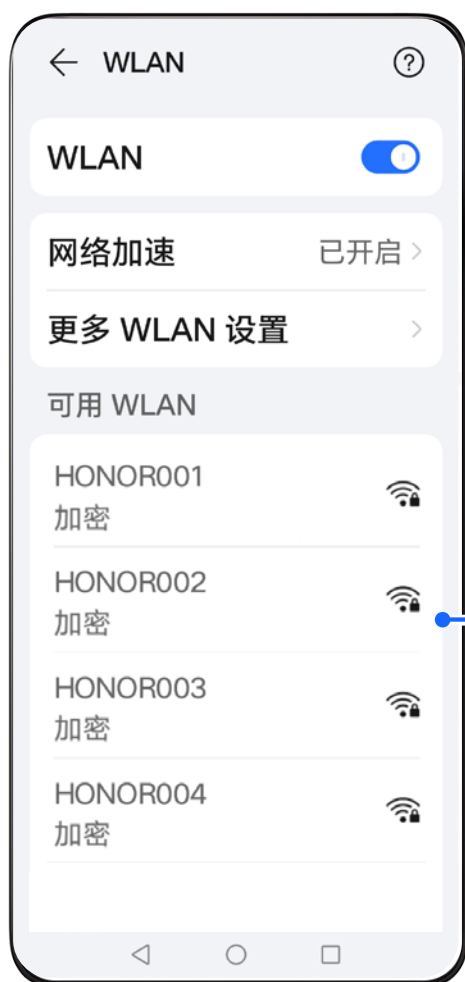 WLAN
WLAN
网络加速 已开启
更多 WLAN 设置
可用 WLAN
HONOR001
加密
HONOR002
加密
HONOR003
加密
HONOR004
加密